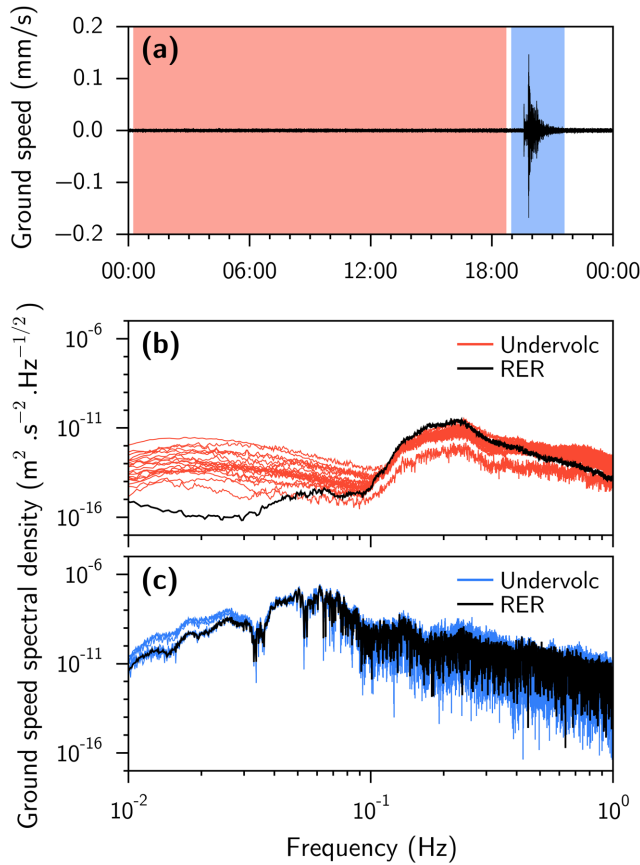 Ground speed (mm/s)
0.2
0.1
0.0
−0.1
−0.2
(a)
00:00 06:00 12:00 18:00 00:00
Ground speed spectral density (m² .s⁻² .Hz⁻¹/²)
10⁻⁶
10⁻¹¹
10⁻¹⁶
(b)
Undervolc
RER
10⁻⁶
10⁻¹¹
10⁻¹⁶
(c)
Undervolc
RER
10⁻² 10⁻¹ 10⁰
Frequency (Hz)